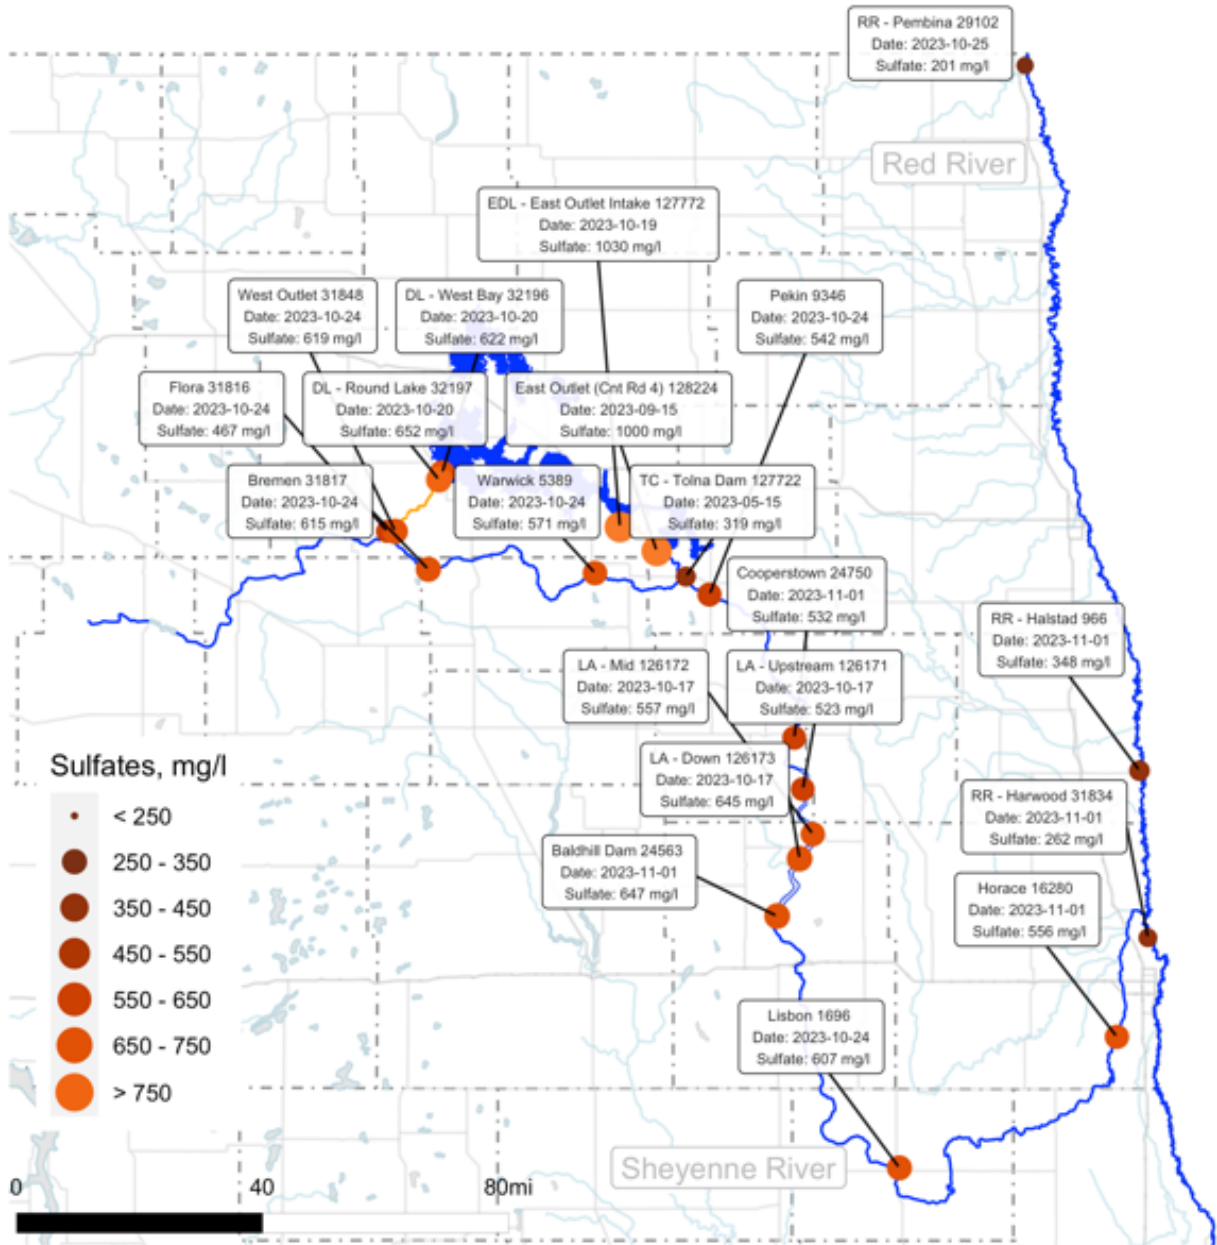 RR - Pembina 29102
Date: 2023-10-25
Sulfate: 201 mg/l
Red River
EDL - East Outlet Intake 127772
Date: 2023-10-19
Sulfate: 1030 mg/l
West Outlet 31848
Date: 2023-10-24
Sulfate: 619 mg/l
DL - West Bay 32196
Date: 2023-10-20
Sulfate: 622 mg/l
Pekin 9346
Date: 2023-10-24
Sulfate: 542 mg/l
Flora 31816
Date: 2023-10-24
Sulfate: 467 mg/l
DL - Round Lake 32197
Date: 2023-10-20
Sulfate: 652 mg/l
East Outlet (Cnt Rd 4) 128224
Date: 2023-09-15
Sulfate: 1000 mg/l
Bremen 31817
Date: 2023-10-24
Sulfate: 615 mg/l
Warwick 5389
Date: 2023-10-24
Sulfate: 571 mg/l
TC - Tolna Dam 127722
Date: 2023-05-15
Sulfate: 319 mg/l
Cooperstown 24750
Date: 2023-11-01
Sulfate: 532 mg/l
RR - Halstad 966
Date: 2023-11-01
Sulfate: 348 mg/l
LA - Mid 126172
Date: 2023-10-17
Sulfate: 557 mg/l
LA - Upstream 126171
Date: 2023-10-17
Sulfate: 523 mg/l
LA - Down 126173
Date: 2023-10-17
Sulfate: 645 mg/l
RR - Harwood 31834
Date: 2023-11-01
Sulfate: 262 mg/l
Baldhill Dam 24563
Date: 2023-11-01
Sulfate: 647 mg/l
Horace 16280
Date: 2023-11-01
Sulfate: 556 mg/l
Lisbon 1696
Date: 2023-10-24
Sulfate: 607 mg/l
Sheyenne River
Sulfates, mg/l
< 250
250 - 350
350 - 450
450 - 550
550 - 650
650 - 750
> 750
0 40 80mi